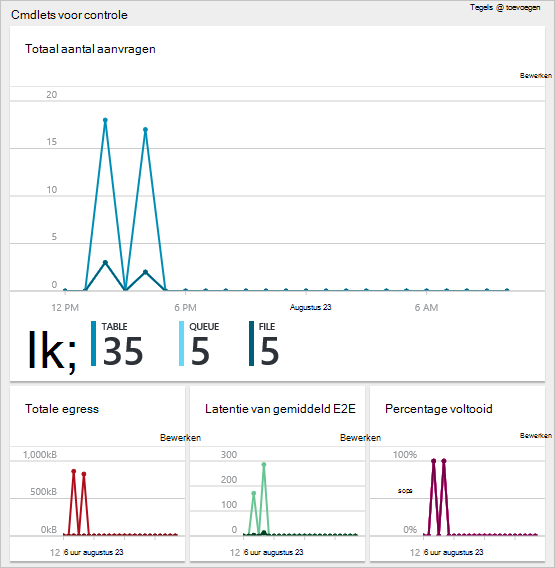 Cmdlets voor controle
Tegels @ toevoegen
Totaal aantal aanvragen
Bewerken
20
15
10
5
0
12 PM
6 PM
Augustus 23
6 AM
Ik;
TABLE
35
QUEUE
5
FILE
5
Totale egress
Bewerken
1,000kB
500kB
0kB
12
6 uur augustus 23
Latentie van gemiddeld E2E
Bewerken
300
200
100
0
12
6 uur augustus 23
Percentage voltooid
Bewerken
100%
sops
0%
12
6 uur augustus 23